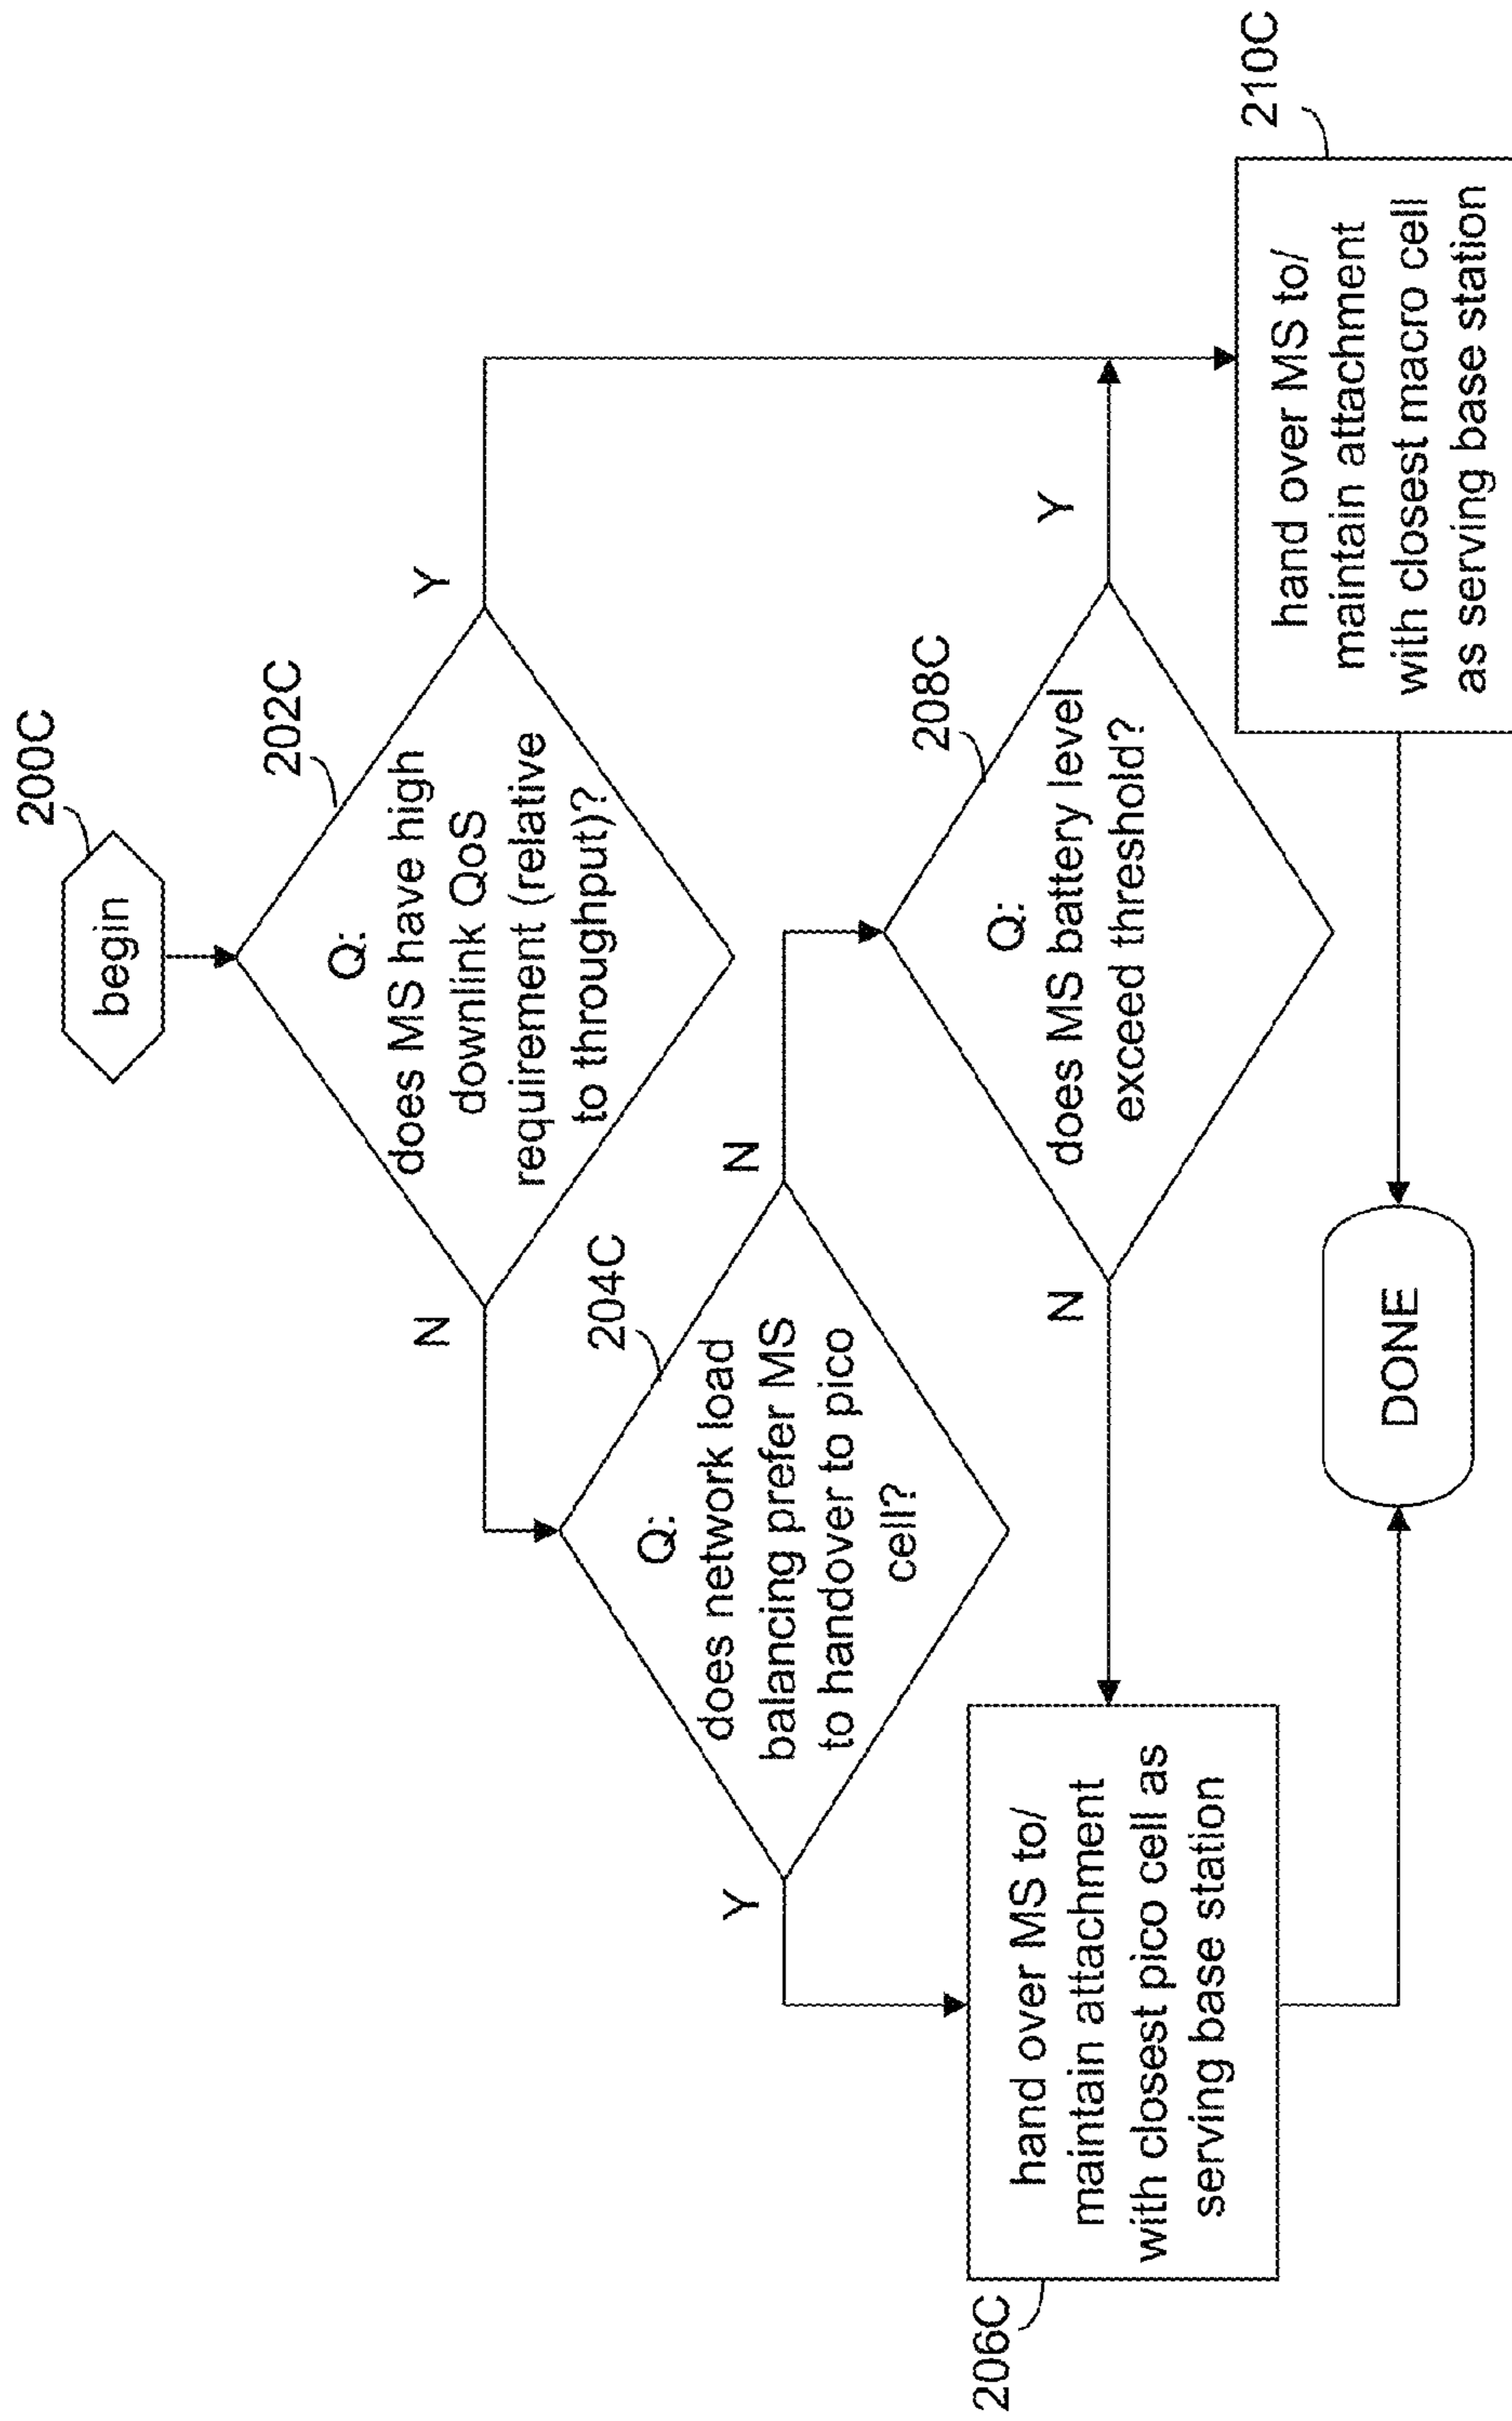 200C
begin
202C
Q:
does MS have high
downlink QoS
requirement (relative
to throughput)?
N
Y
204C
Q:
does network load
balancing prefer MS
to handover to pico
cell?
Y
N
208C
Q:
does MS battery level
exceed threshold?
N
Y
206C
hand over MS to/
maintain attachment
with closest pico cell as
serving base station
210C
hand over MS to/
maintain attachment
with closest macro cell
as serving base station
DONE